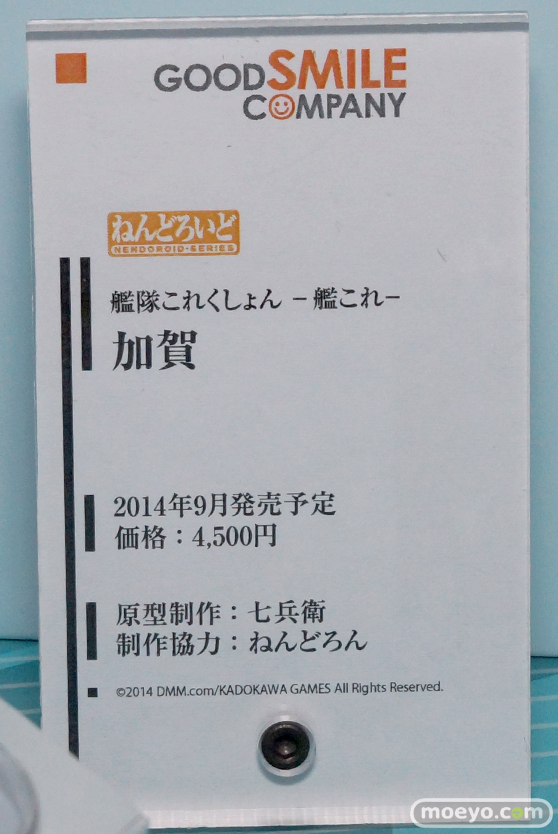 GOODSMILE
COMPANY
ねんどろいど
NENDOROID-SERIES
艦隊これくしょん －艦これ－
加賀
2014年9月発売予定
価格：4,500円
原型制作：七兵衛
制作協力：ねんどろん
©2014 DMM.com/KADOKAWA GAMES All Rights Reserved.
moeyo.com